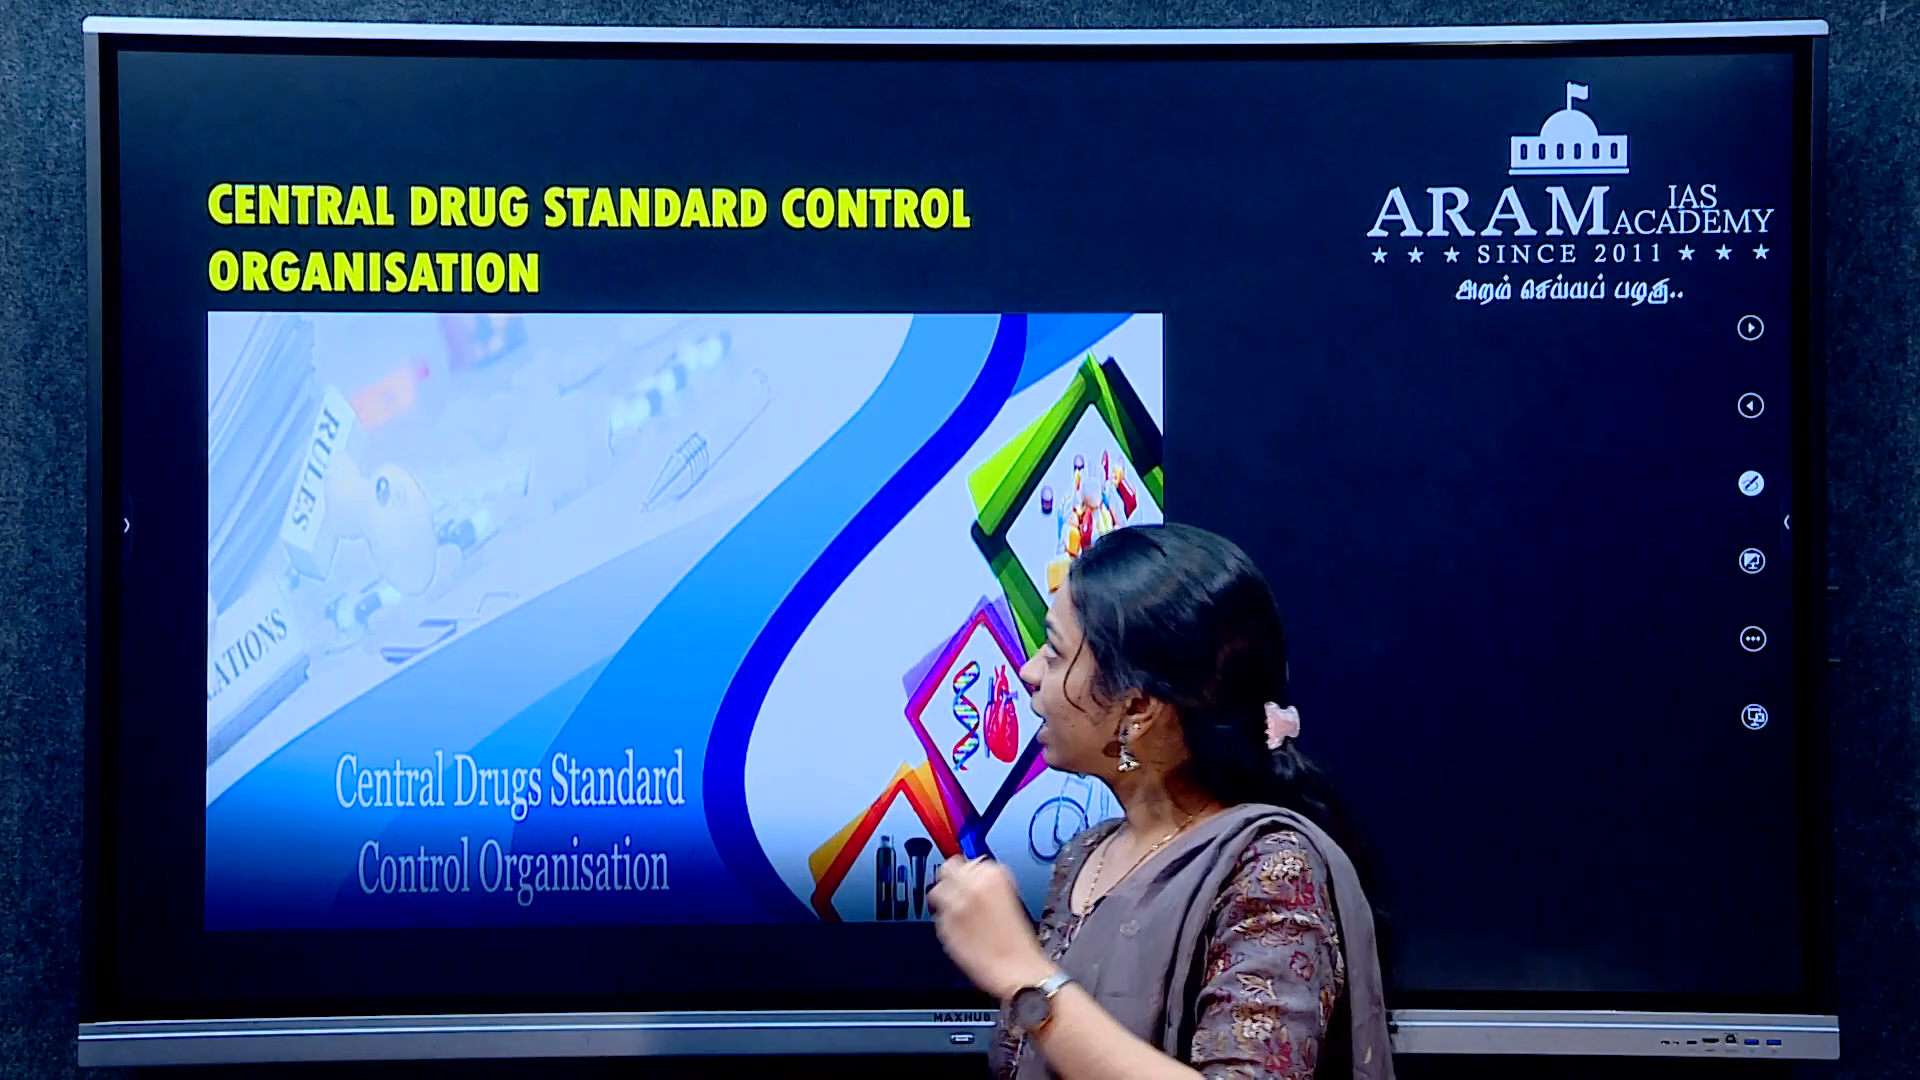 CENTRAL DRUG STANDARD CONTROL
ORGANISATION
ARAM IAS
ACADEMY
SINCE 2011
அறம் செய்யப் பழகு..
RULES
LATIONS
Central Drugs Standard
Control Organisation
MAXHUB